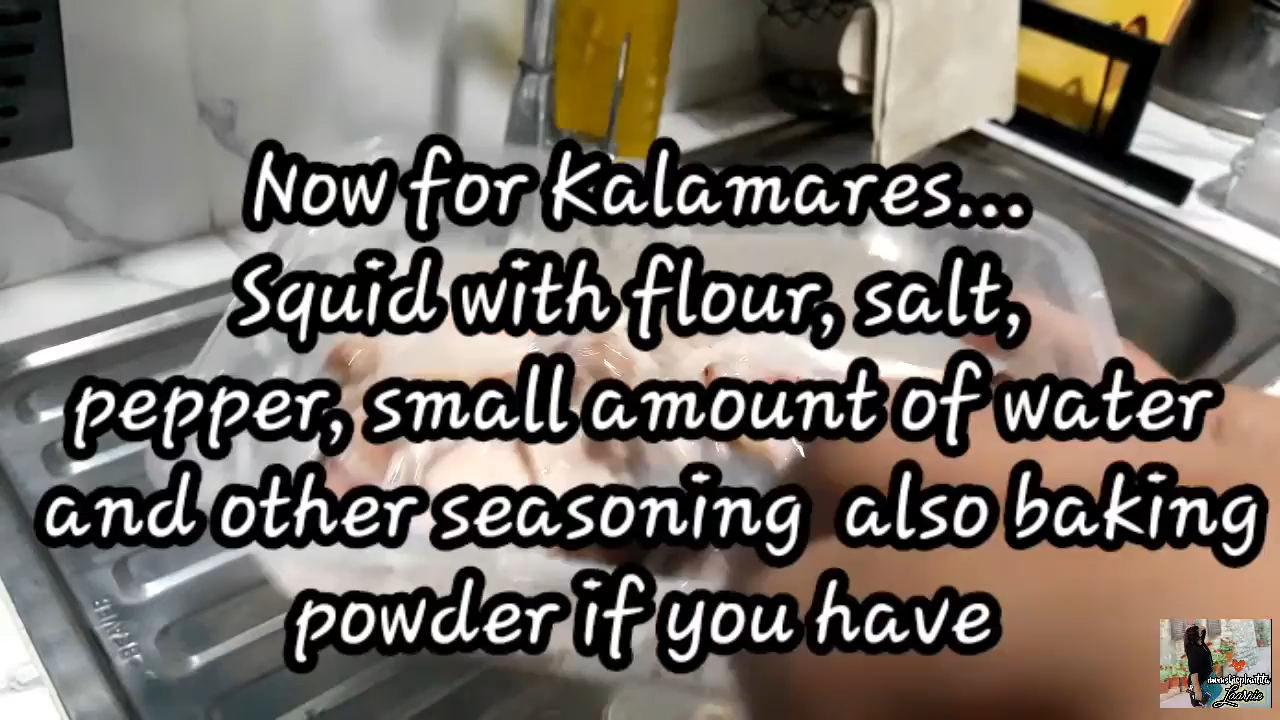 Now for Kalamares...
Squid with flour, salt,
pepper, small amount of water
and other seasoning also baking
powder if you have
Laarnie